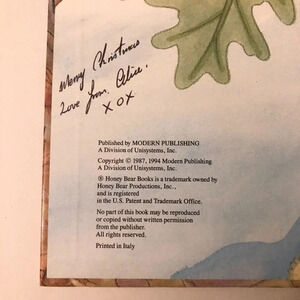 Merry Christmas
Love from Alice.
X O X
Published by MODERN PUBLISHING
A Division of Unisystems, Inc.
Copyright © 1987, 1994 Modern Publishing
A Division of Unisystems, Inc.
® Honey Bear Books is a trademark owned by
Honey Bear Productions, Inc.,
and is registered
in the U.S. Patent and Trademark Office.
No part of this book may be reproduced
or copied without written permission
from the publisher.
All rights reserved.
Printed in Italy